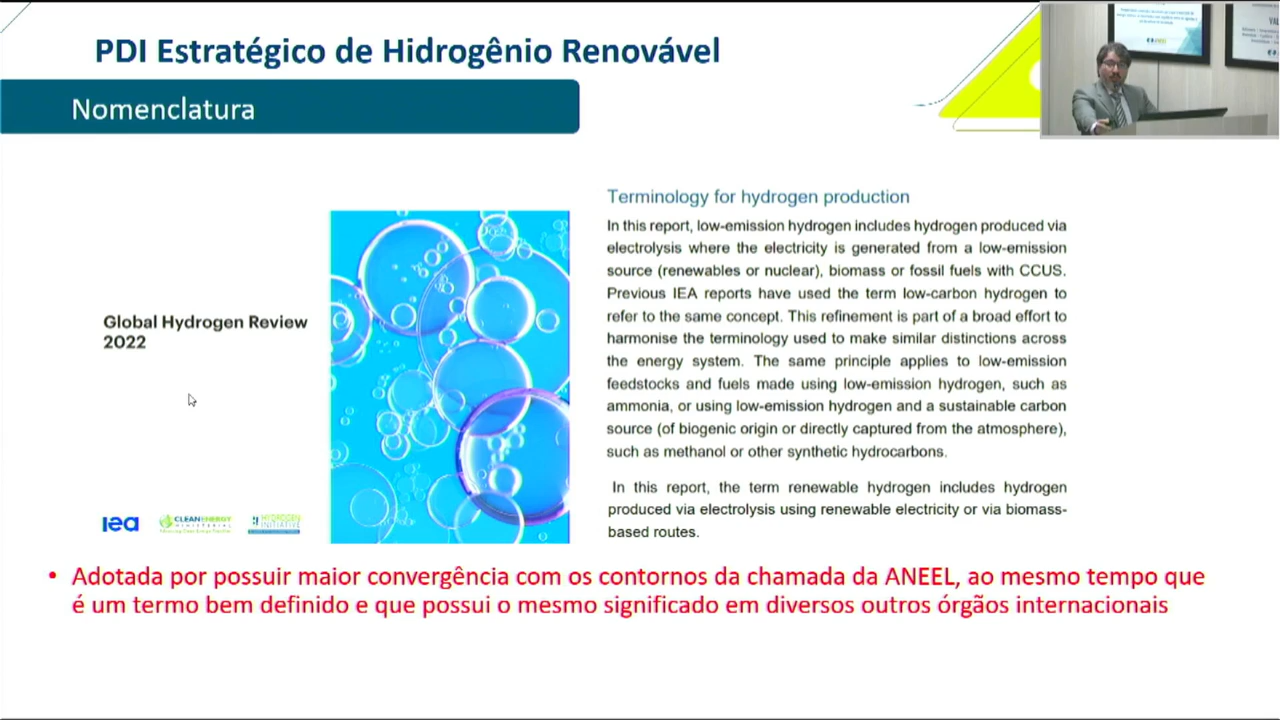 PDI Estratégico de Hidrogênio Renovável
Nomenclatura
Global Hydrogen Review
2022
iea
CLEANENERGY
MINISTERIAL
HYDROGEN
INITIATIVE
Terminology for hydrogen production
In this report, low-emission hydrogen includes hydrogen produced via
electrolysis where the electricity is generated from a low-emission
source (renewables or nuclear), biomass or fossil fuels with CCUS.
Previous IEA reports have used the term low-carbon hydrogen to
refer to the same concept. This refinement is part of a broad effort to
harmonise the terminology used to make similar distinctions across
the energy system. The same principle applies to low-emission
feedstocks and fuels made using low-emission hydrogen, such as
ammonia, or using low-emission hydrogen and a sustainable carbon
source (of biogenic origin or directly captured from the atmosphere),
such as methanol or other synthetic hydrocarbons.
In this report, the term renewable hydrogen includes hydrogen
produced via electrolysis using renewable electricity or via biomass-
based routes.
• Adotada por possuir maior convergência com os contornos da chamada da ANEEL, ao mesmo tempo que
é um termo bem definido e que possui o mesmo significado em diversos outros órgãos internacionais